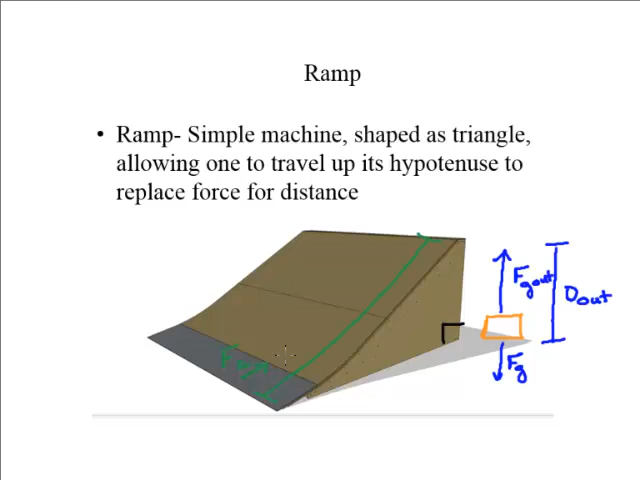 Ramp
• Ramp- Simple machine, shaped as triangle,
allowing one to travel up its hypotenuse to
replace force for distance
Fgout
Dout
Fg